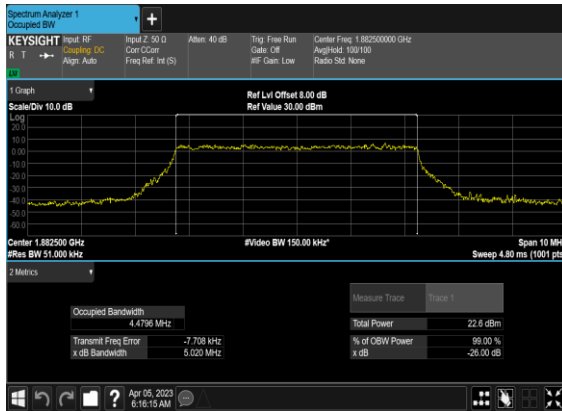 Spectrum Analyzer 1
Occupied BW
+
KEYSIGHT
R T
Input: RF
Coupling: DC
Align: Auto
Input Z: 50 Ω
Corr CCorr
Freq Ref: Int (S)
Atten: 40 dB
Trig: Free Run
Gate: Off
#IF Gain: Low
Center Freq: 1.882500000 GHz
Avg|Hold: 100/100
Radio Std: None
1 Graph
Scale/Div 10.0 dB
Ref Lvl Offset 8.00 dB
Ref Value 30.00 dBm
Log
20.0
10.0
0.00
-10.0
-20.0
-30.0
-40.0
-50.0
-60.0
Center 1.882500 GHz
#Res BW 51.000 kHz
#Video BW 150.00 kHz*
Span 10 MH
Sweep 4.80 ms (1001 pts
2 Metrics
Measure Trace Trace 1
Occupied Bandwidth
4.4796 MHz
Total Power 22.6 dBm
Transmit Freq Error -7.708 kHz
% of OBW Power 99.00 %
x dB Bandwidth 5.020 MHz
x dB -26.00 dB
?
Apr 05, 2023
6:16:15 AM